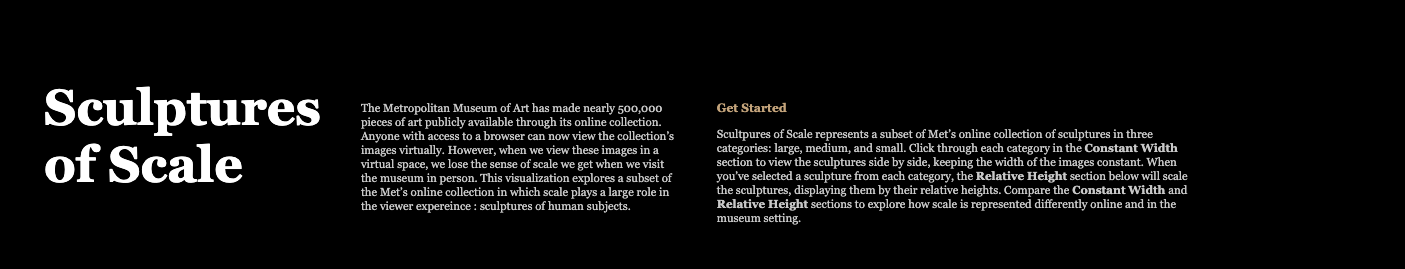 Sculptures
of Scale
The Metropolitan Museum of Art has made nearly 500,000
pieces of art publicly available through its online collection.
Anyone with access to a browser can now view the collection's
images virtually. However, when we view these images in a
virtual space, we lose the sense of scale we get when we visit
the museum in person. This visualization explores a subset of
the Met's online collection in which scale plays a large role in
the viewer expereince : sculptures of human subjects.
Get Started
Scultpures of Scale represents a subset of Met's online collection of sculptures in three
categories: large, medium, and small. Click through each category in the Constant Width
section to view the sculptures side by side, keeping the width of the images constant. When
you've selected a sculpture from each category, the Relative Height section below will scale
the sculptures, displaying them by their relative heights. Compare the Constant Width and
Relative Height sections to explore how scale is represented differently online and in the
museum setting.